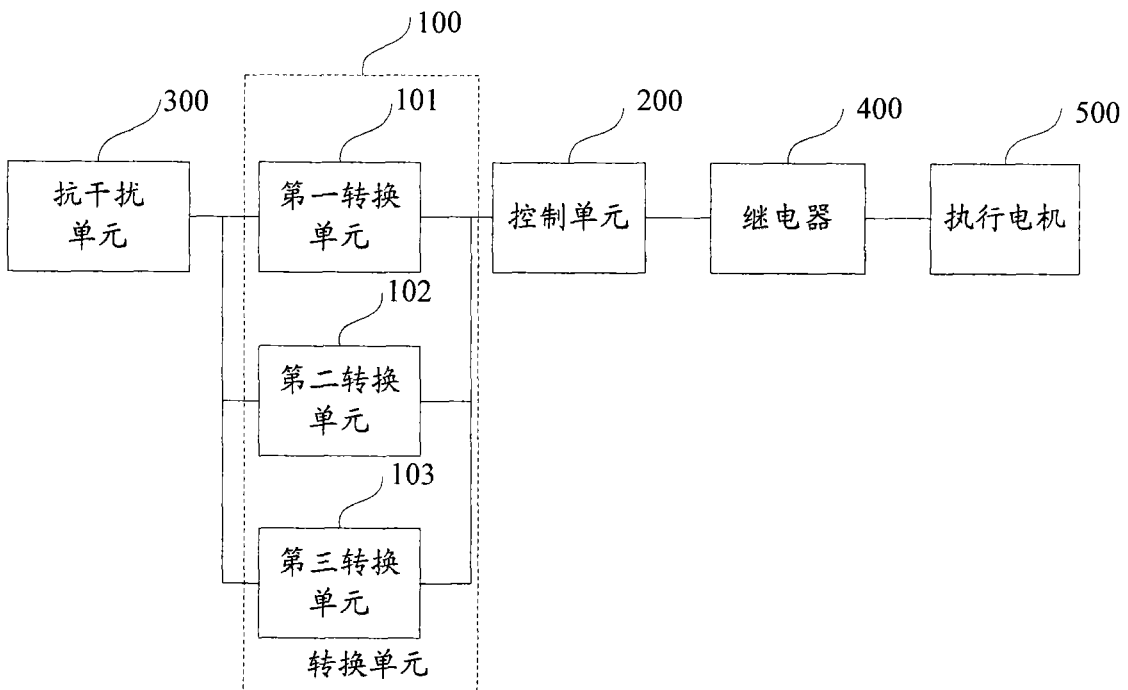 100
300
101
200
400
500
抗干扰
单元
第一转换
单元
控制单元
继电器
执行电机
102
第二转换
单元
103
第三转换
单元
转换单元